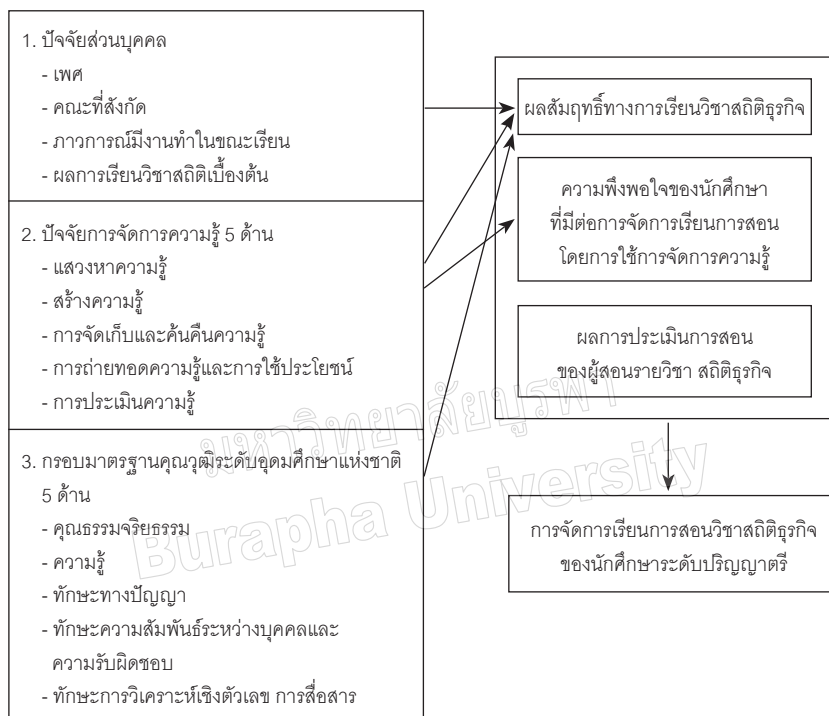 1. ปัจจัยส่วนบุคคล
- เพศ
- คณะที่สังกัด
- ภาวการณ์มีงานทำในขณะเรียน
- ผลการเรียนวิชาสถิติเบื้องต้น
2. ปัจจัยการจัดการความรู้ 5 ด้าน
- แสวงหาความรู้
- สร้างความรู้
- การจัดเก็บและค้นคืนความรู้
- การถ่ายทอดความรู้และการใช้ประโยชน์
- การประเมินความรู้
3. กรอบมาตรฐานคุณวุฒิระดับอุดมศึกษาแห่งชาติ
5 ด้าน
- คุณธรรมจริยธรรม
- ความรู้
- ทักษะทางปัญญา
- ทักษะความสัมพันธ์ระหว่างบุคคลและ
ความรับผิดชอบ
- ทักษะการวิเคราะห์เชิงตัวเลข การสื่อสาร
ผลสัมฤทธิ์ทางการเรียนวิชาสถิติธุรกิจ
ความพึงพอใจของนักศึกษา
ที่มีต่อการจัดการเรียนการสอน
โดยการใช้การจัดการความรู้
ผลการประเมินการสอน
ของผู้สอนรายวิชา สถิติธุรกิจ
การจัดการเรียนการสอนวิชาสถิติธุรกิจ
ของนักศึกษาระดับปริญญาตรี
มหาวิทยาลัยบูรพา
Burapha University